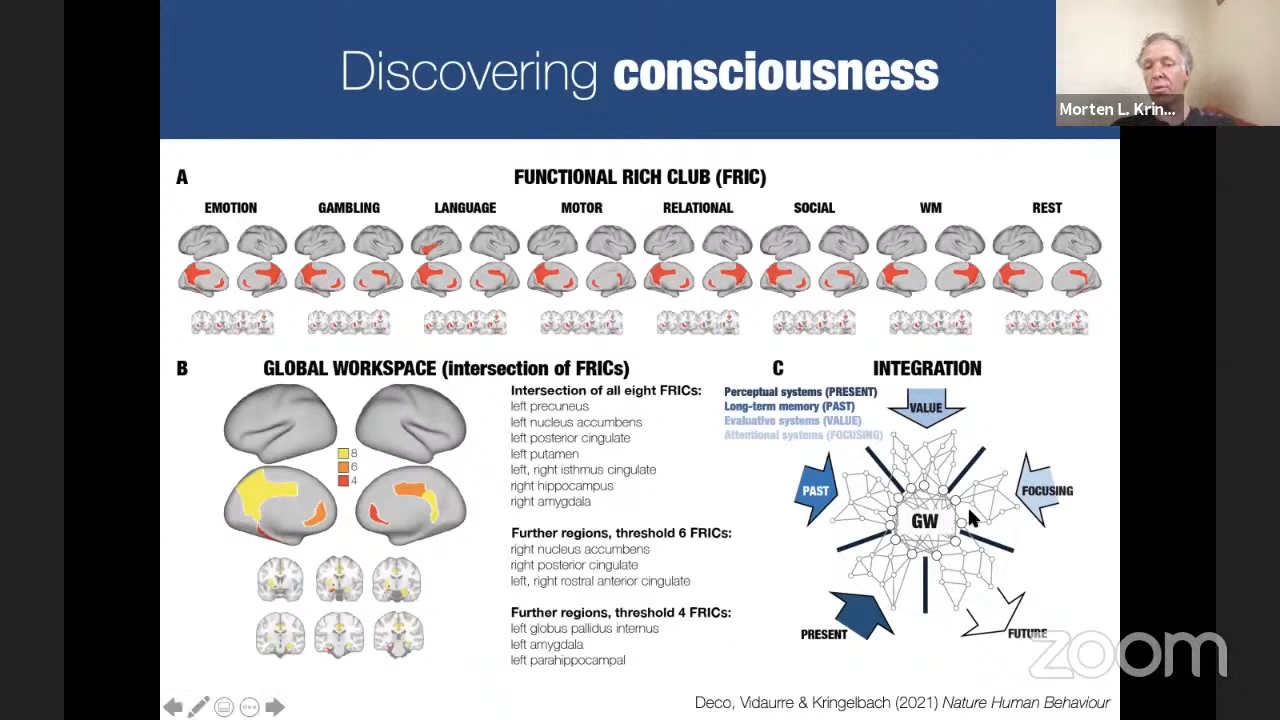 Discovering consciousness
Morten L. Krin...
A
FUNCTIONAL RICH CLUB (FRIC)
EMOTION
GAMBLING
LANGUAGE
MOTOR
RELATIONAL
SOCIAL
WM
REST
B
GLOBAL WORKSPACE (intersection of FRICs)
8
6
4
Intersection of all eight FRICs:
left precuneus
left nucleus accumbens
left posterior cingulate
left putamen
left, right isthmus cingulate
right hippocampus
right amygdala
Further regions, threshold 6 FRICs:
right nucleus accumbens
right posterior cingulate
left, right rostral anterior cingulate
Further regions, threshold 4 FRICs:
left globus pallidus internus
left amygdala
left parahippocampal
C
INTEGRATION
Perceptual systems (PRESENT)
Long-term memory (PAST)
Evaluative systems (VALUE)
Attentional systems (FOCUSING)
VALUE
PAST
FOCUSING
GW
PRESENT
FUTURE
zoom
Deco, Vidaurre & Kringelbach (2021) Nature Human Behaviour